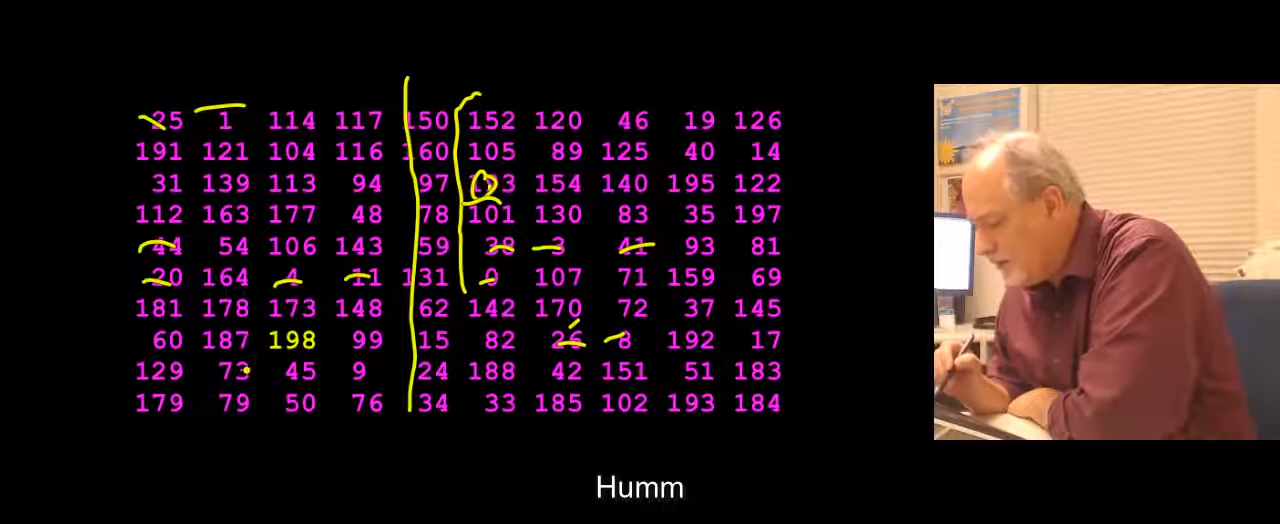 25 1 114 117 150 152 120 46 19 126
191 121 104 116 160 105 89 125 40 14
31 139 113 94 97 154 140 195 122
112 163 177 48 78 101 130 83 35 197
44 54 106 143 59 38 3 41 93 81
20 164 4 11 131 0 107 71 159 69
181 178 173 148 62 142 170 72 37 145
60 187 198 99 15 82 26 8 192 17
129 73 45 9 24 188 42 151 51 183
179 79 50 76 34 33 185 102 193 184
Humm